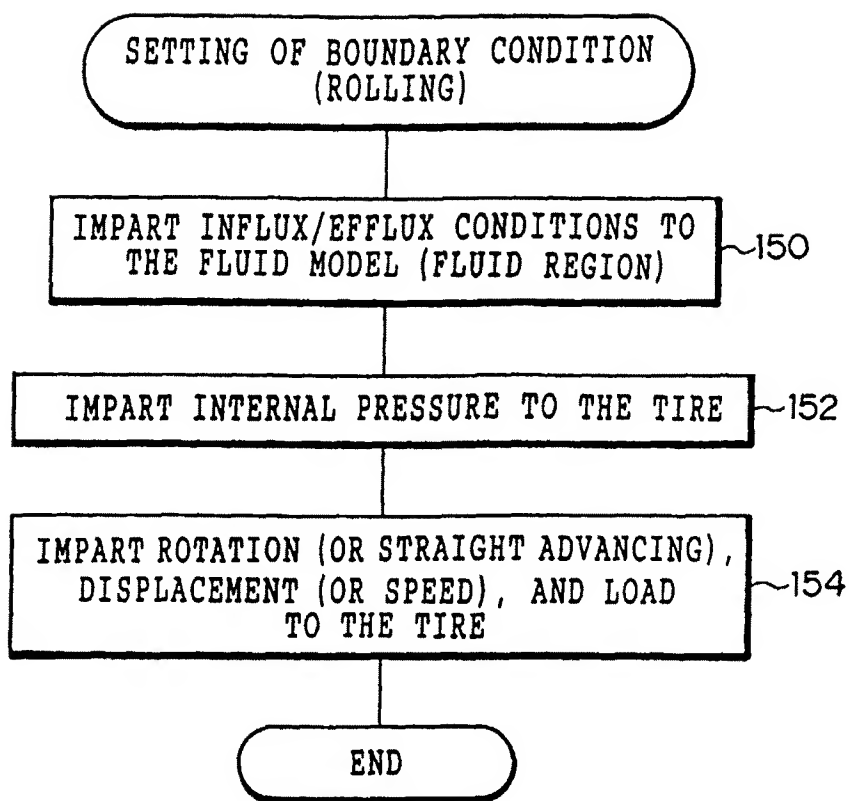 SETTING OF BOUNDARY CONDITION
(ROLLING)
IMPART INFLUX/EFFLUX CONDITIONS TO
THE FLUID MODEL (FLUID REGION)
150
IMPART INTERNAL PRESSURE TO THE TIRE
152
IMPART ROTATION (OR STRAIGHT ADVANCING),
DISPLACEMENT (OR SPEED), AND LOAD
TO THE TIRE
154
END